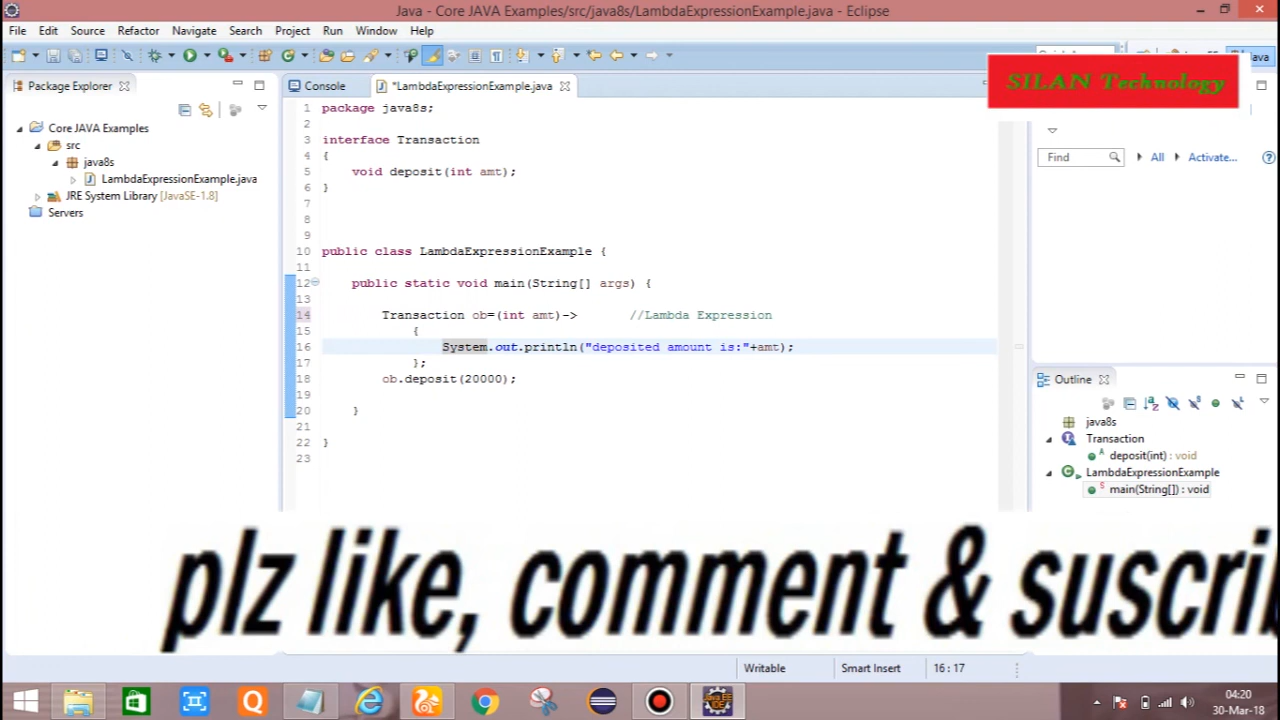 Java - Core JAVA Examples/src/java8s/LambdaExpressionExample.java - Eclipse
File Edit Source Refactor Navigate Search Project Run Window Help
Java
SILAN Technology
Package Explorer
Console
*LambdaExpressionExample.java
Core JAVA Examples
src
java8s
LambdaExpressionExample.java
JRE System Library [JavaSE-1.8]
Servers
1 package java8s;
2
3 interface Transaction
4 {
5 void deposit(int amt);
6 }
7
8
9
10 public class LambdaExpressionExample {
11
12 public static void main(String[] args) {
13
14 Transaction ob=(int amt)-> //Lambda Expression
15 {
16 System.out.println("deposited amount is:"+amt);
17 };
18 ob.deposit(20000);
19
20 }
21
22 }
23
Find
All
Activate...
Outline
java8s
Transaction
deposit(int) : void
LambdaExpressionExample
main(String[]) : void
plz like, comment & suscri
Writable
Smart Insert
16 : 17
04:20
30-Mar-18